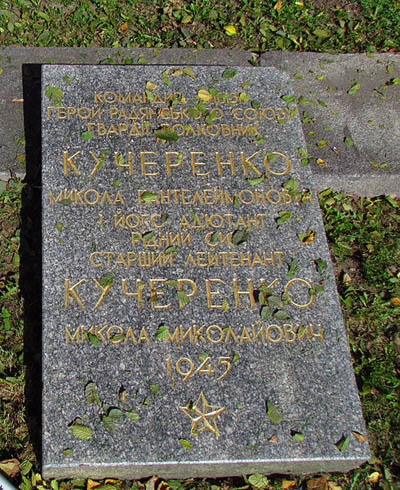 КОМАНДИР
ГЕРОЙ РАДЯНСЬКОГО СОЮЗУ
ГВАРДІЇ ПОЛКОВНИК
КУЧЕРЕНКО
МИКОЛА ПАНТЕЛЕЙМОНОВИЧ
І ЙОГО АД'ЮТАНТ
РІДНИЙ СИН
СТАРШИЙ ЛЕЙТЕНАНТ
КУЧЕРЕНКО
МИКОЛА МИКОЛАЙОВИЧ
1945